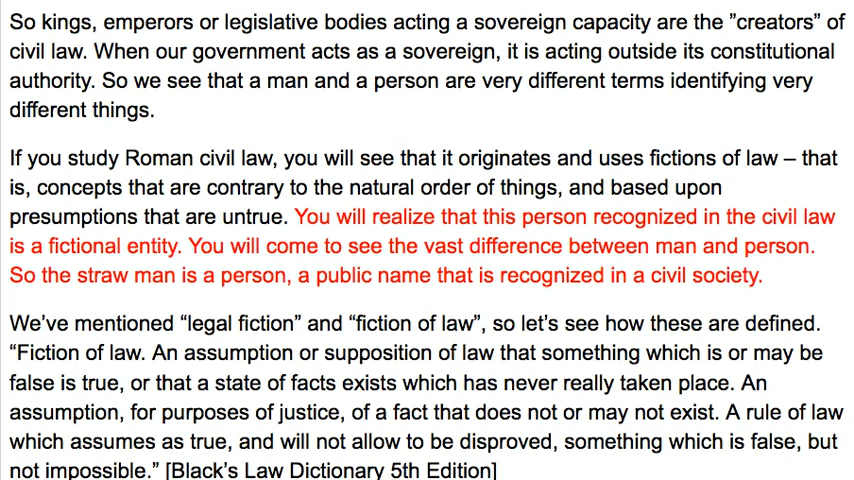 So kings, emperors or legislative bodies acting a sovereign capacity are the ”creators” of
civil law. When our government acts as a sovereign, it is acting outside its constitutional
authority. So we see that a man and a person are very different terms identifying very
different things.
If you study Roman civil law, you will see that it originates and uses fictions of law – that
is, concepts that are contrary to the natural order of things, and based upon
presumptions that are untrue. You will realize that this person recognized in the civil law
is a fictional entity. You will come to see the vast difference between man and person.
So the straw man is a person, a public name that is recognized in a civil society.
We’ve mentioned “legal fiction” and “fiction of law”, so let’s see how these are defined.
“Fiction of law. An assumption or supposition of law that something which is or may be
false is true, or that a state of facts exists which has never really taken place. An
assumption, for purposes of justice, of a fact that does not or may not exist. A rule of law
which assumes as true, and will not allow to be disproved, something which is false, but
not impossible.” [Black’s Law Dictionary 5th Edition]